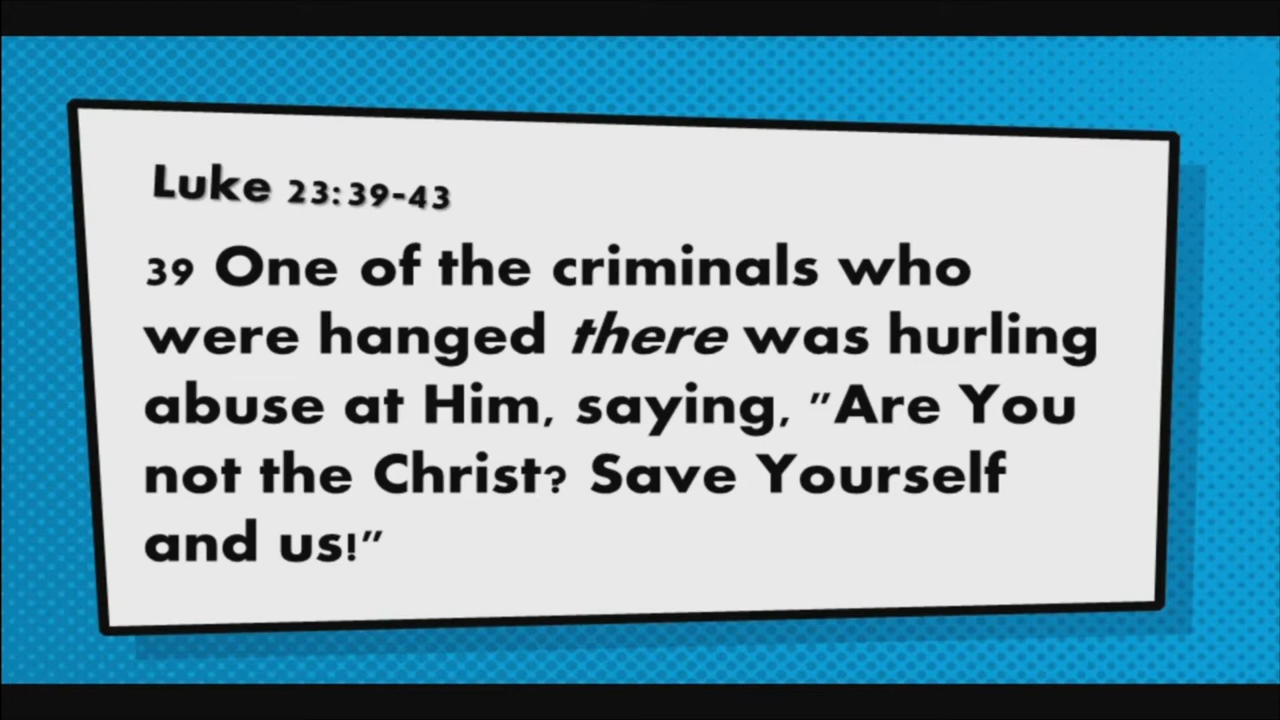 Luke 23:39-43
39 One of the criminals who
were hanged there was hurling
abuse at Him, saying, "Are You
not the Christ? Save Yourself
and us!"